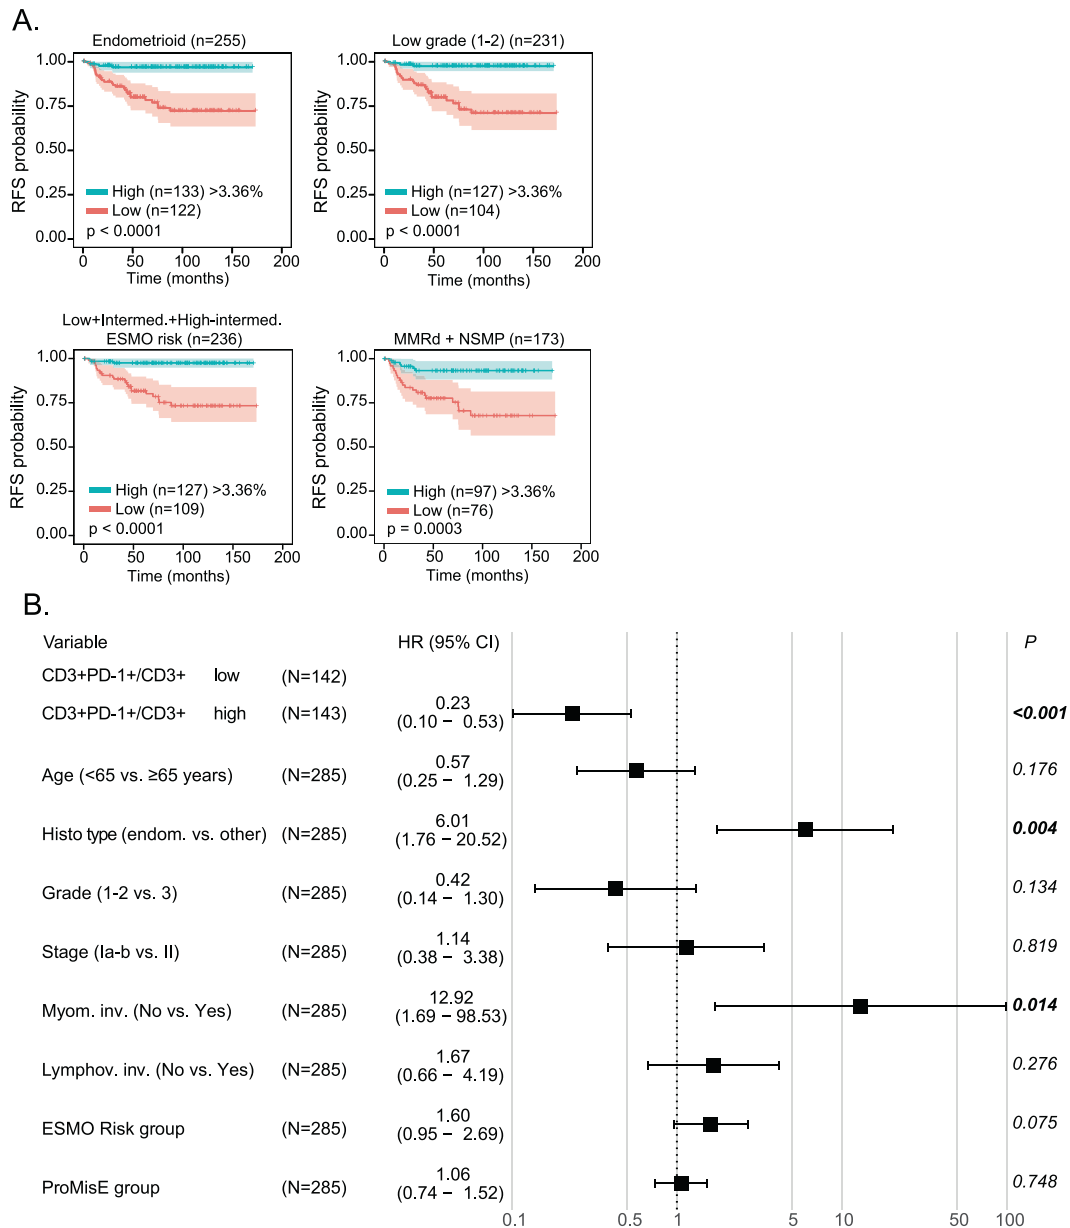 A.
Endometrioid (n=255)
RFS probability
1.00
0.75
0.50
0.25
0.00
High (n=133) >3.36%
Low (n=122)
p < 0.0001
0 50 100 150 200
Time (months)
Low grade (1-2) (n=231)
RFS probability
1.00
0.75
0.50
0.25
0.00
High (n=127) >3.36%
Low (n=104)
p < 0.0001
0 50 100 150 200
Time (months)
Low+Intermed.+High-intermed.
ESMO risk (n=236)
RFS probability
1.00
0.75
0.50
0.25
0.00
High (n=127) >3.36%
Low (n=109)
p < 0.0001
0 50 100 150 200
Time (months)
MMRd + NSMP (n=173)
RFS probability
1.00
0.75
0.50
0.25
0.00
High (n=97) >3.36%
Low (n=76)
p = 0.0003
0 50 100 150 200
Time (months)
B.
Variable HR (95% CI) P
CD3+PD-1+/CD3+ low (N=142)
CD3+PD-1+/CD3+ high (N=143) 0.23 (0.10 – 0.53) <0.001
Age (<65 vs. ≥65 years) (N=285) 0.57 (0.25 – 1.29) 0.176
Histo type (endom. vs. other) (N=285) 6.01 (1.76 – 20.52) 0.004
Grade (1-2 vs. 3) (N=285) 0.42 (0.14 – 1.30) 0.134
Stage (Ia-b vs. II) (N=285) 1.14 (0.38 – 3.38) 0.819
Myom. inv. (No vs. Yes) (N=285) 12.92 (1.69 – 98.53) 0.014
Lymphov. inv. (No vs. Yes) (N=285) 1.67 (0.66 – 4.19) 0.276
ESMO Risk group (N=285) 1.60 (0.95 – 2.69) 0.075
ProMisE group (N=285) 1.06 (0.74 – 1.52) 0.748
0.1 0.5 1 5 10 50 100